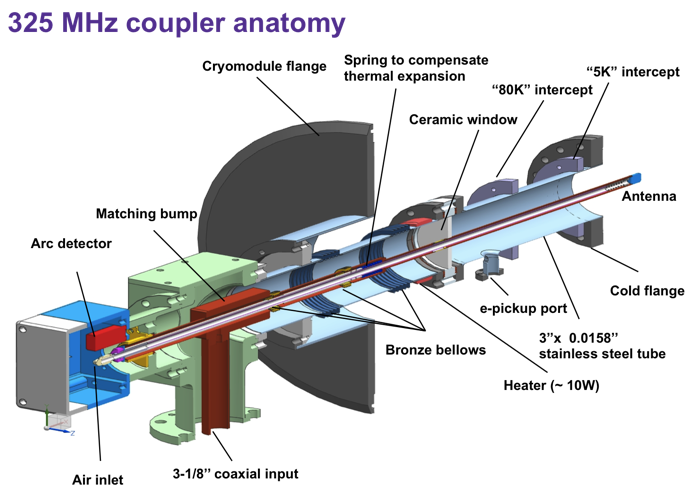 325 MHz coupler anatomy
Spring to compensate
thermal expansion
Cryomodule flange
“5K” intercept
“80K” intercept
Ceramic window
Matching bump
Antenna
Arc detector
Cold flange
e-pickup port
3”x 0.0158”
stainless steel tube
Bronze bellows
Heater (~ 10W)
Air inlet
3-1/8” coaxial input
Z